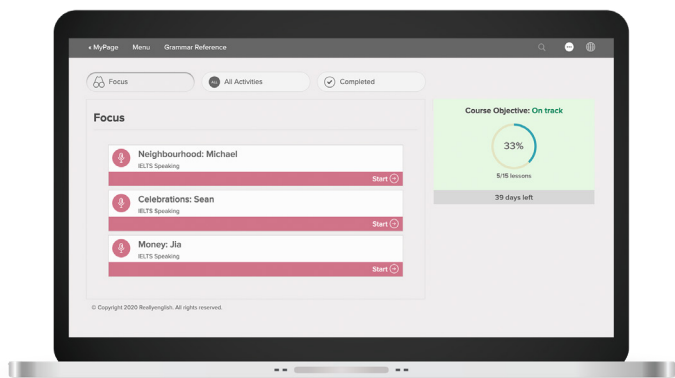 MyPage Menu Grammar Reference
Focus
ALL All Activities
Completed
Focus
Neighbourhood: Michael
IELTS Speaking
Start
Celebrations: Sean
IELTS Speaking
Start
Money: Jia
IELTS Speaking
Start
Course Objective: On track
33%
5/15 lessons
39 days left
© Copyright 2020 Reallyenglish. All rights reserved.